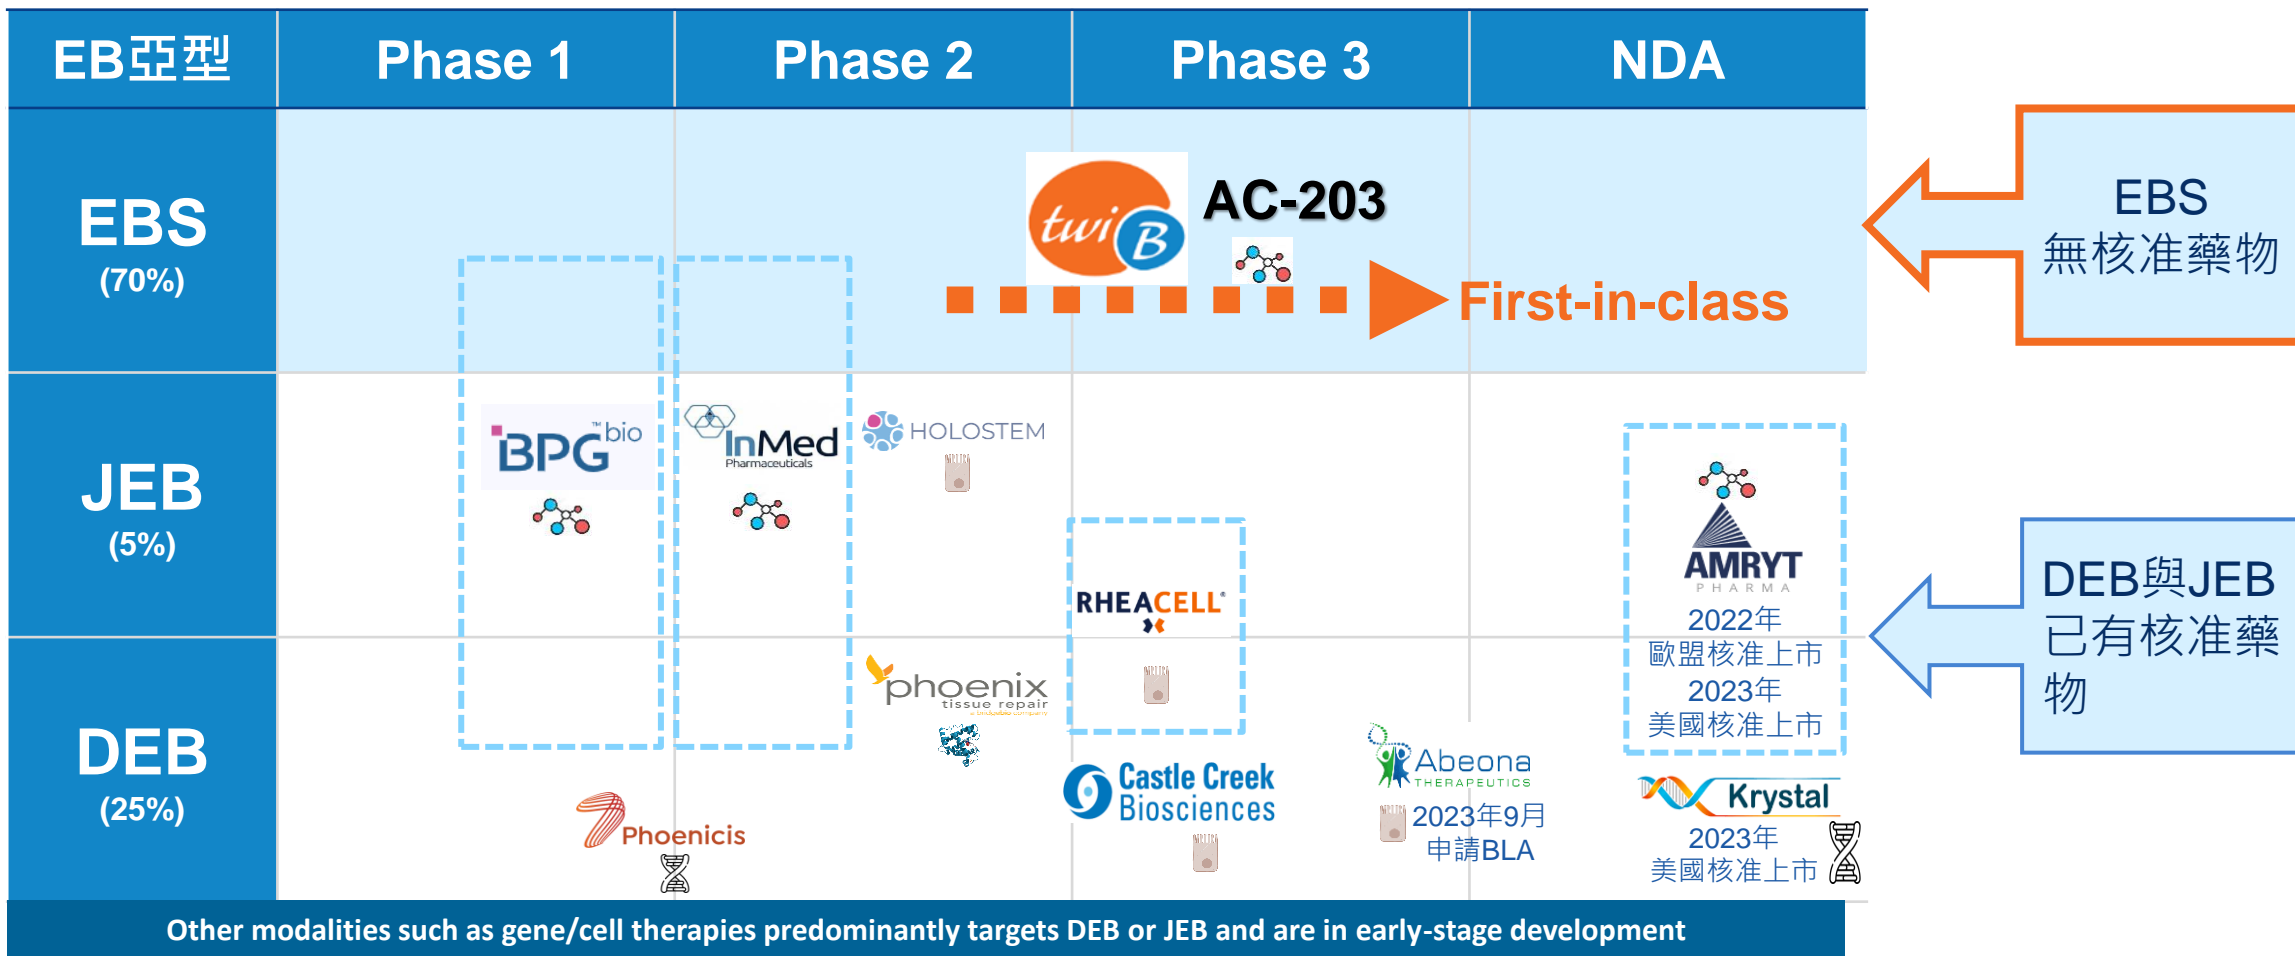 EB亞型
Phase 1
Phase 2
Phase 3
NDA
EBS
(70%)
twi B
AC-203
First-in-class
EBS
無核准藥物
JEB
(5%)
BPG™ bio
InMed
Pharmaceuticals
HOLOSTEM
RHEACELL®
AMRYT
PHARMA
2022年
歐盟核准上市
2023年
美國核准上市
DEB與JEB
已有核准藥
物
DEB
(25%)
Phoenicis
phoenix
tissue repair
a bridgebio company
Castle Creek
Biosciences
Abeona
THERAPEUTICS
2023年9月
申請BLA
Krystal
2023年
美國核准上市
Other modalities such as gene/cell therapies predominantly targets DEB or JEB and are in early-stage development